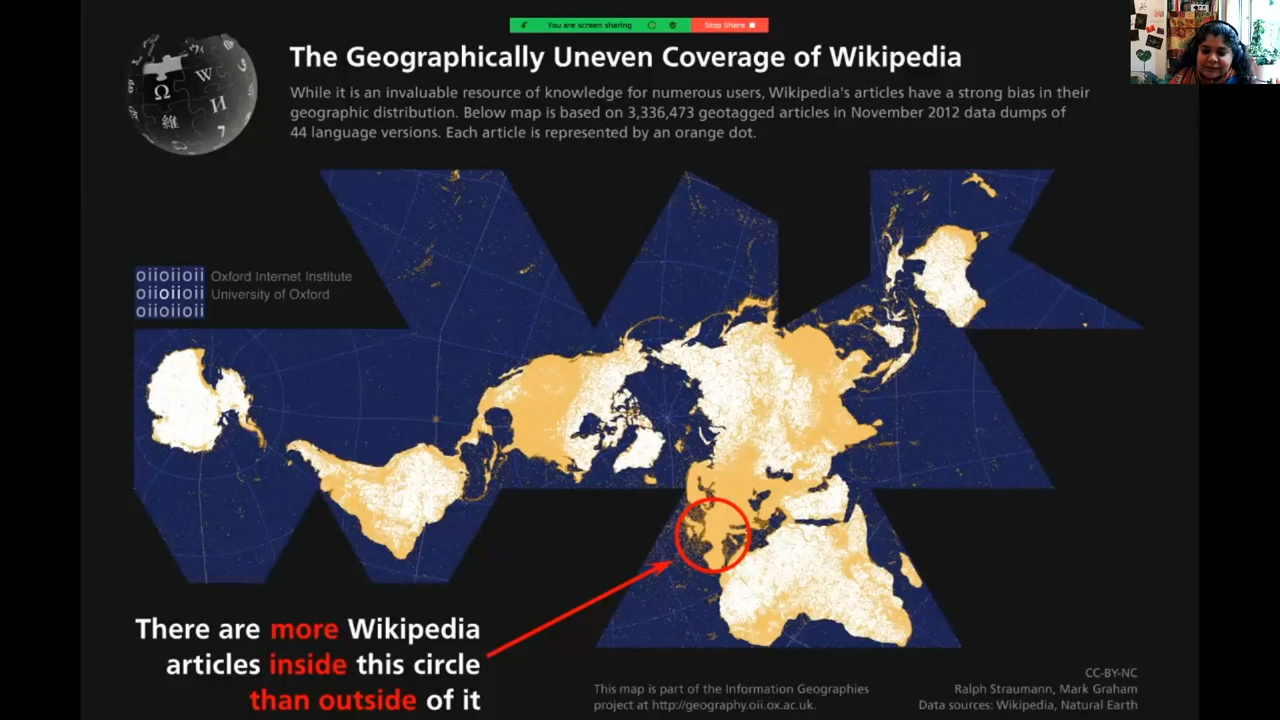 You are screen sharing
Stop Share
The Geographically Uneven Coverage of Wikipedia
While it is an invaluable resource of knowledge for numerous users, Wikipedia's articles have a strong bias in their
geographic distribution. Below map is based on 3,336,473 geotagged articles in November 2012 data dumps of
44 language versions. Each article is represented by an orange dot.
Ω W И
維 7
oiioiioii Oxford Internet Institute
oiioiioii University of Oxford
oiioiioii
There are more Wikipedia
articles inside this circle
than outside of it
This map is part of the Information Geographies
project at http://geography.oii.ox.ac.uk.
CC-BY-NC
Ralph Straumann, Mark Graham
Data sources: Wikipedia, Natural Earth